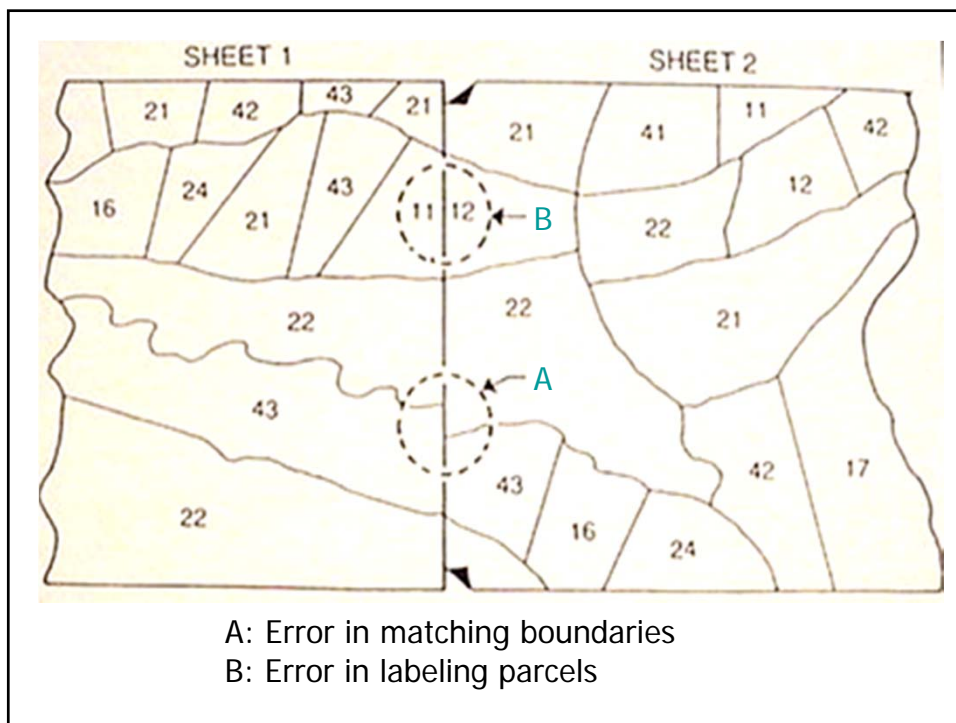 SHEET 1
SHEET 2
21 42 43 21
21 41 11 42
16 24 21 43 11
12 B 22 12
22
22 21
A
43
43 42 17
22
16 24
A: Error in matching boundaries
B: Error in labeling parcels